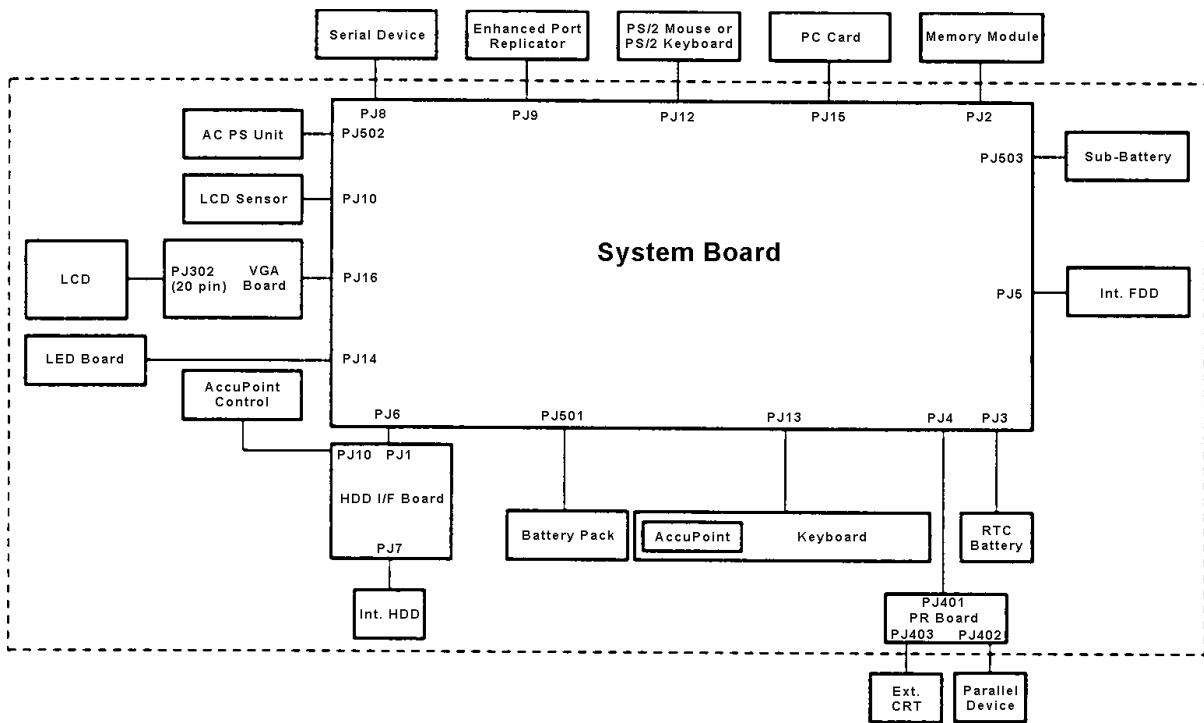 Serial Device
Enhanced Port
Replicator
PS/2 Mouse or
PS/2 Keyboard
PC Card
Memory Module
PJ8
PJ9
PJ12
PJ15
PJ2
AC PS Unit
PJ502
PJ503
Sub-Battery
LCD Sensor
PJ10
System Board
LCD
PJ302
(20 pin)
VGA
Board
PJ16
PJ5
Int. FDD
LED Board
PJ14
AccuPoint
Control
PJ6
PJ501
PJ13
PJ4
PJ3
PJ10
PJ1
HDD I/F Board
PJ7
Battery Pack
AccuPoint
Keyboard
RTC
Battery
Int. HDD
PJ401
PR Board
PJ403
PJ402
Ext.
CRT
Parallel
Device